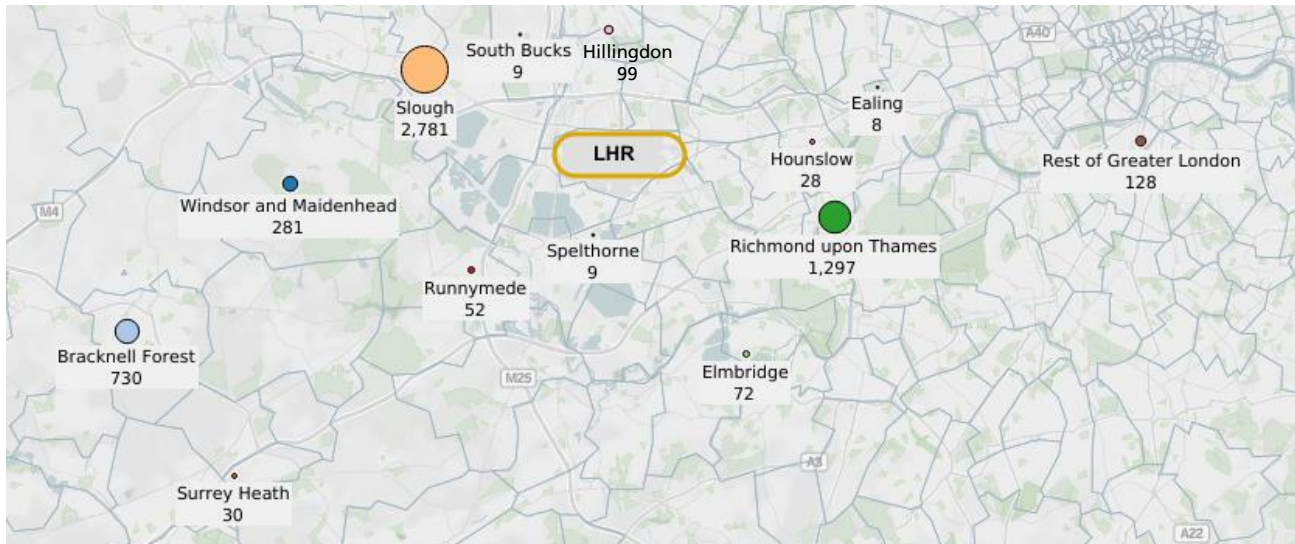 A40
South Bucks
9
Hillingdon
99
Slough
2,781
Ealing
8
LHR
Hounslow
28
Rest of Greater London
128
Windsor and Maidenhead
281
M4
Richmond upon Thames
1,297
Spelthorne
9
Runnymede
52
Bracknell Forest
730
Elmbridge
72
M25
A3
Surrey Heath
30
A22